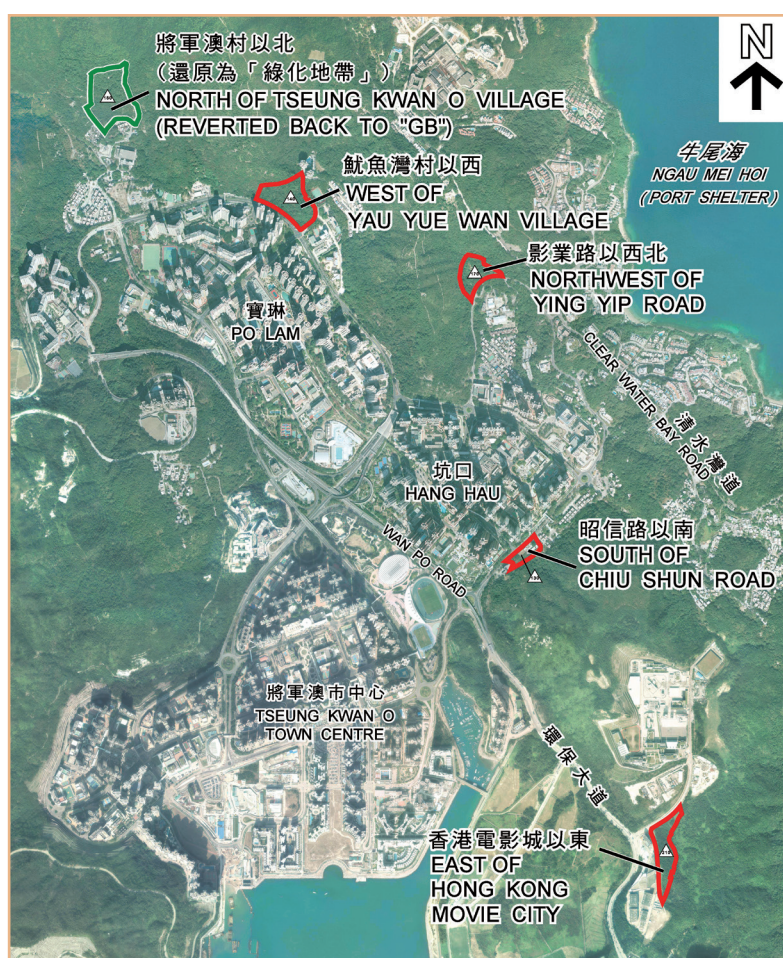 將軍澳村以北
(還原為「綠化地帶」)
NORTH OF TSEUNG KWAN O VILLAGE
(REVERTED BACK TO "GB")
N
牛尾海
NGAU MEI HOI
(PORT SHELTER)
魷魚灣村以西
WEST OF
YAU YUE WAN VILLAGE
影業路以西北
NORTHWEST OF
YING YIP ROAD
寶琳
PO LAM
CLEAR WATER BAY ROAD
清水灣道
坑口
HANG HAU
WAN PO ROAD
昭信路以南
SOUTH OF
CHIU SHUN ROAD
將軍澳市中心
TSEUNG KWAN O
TOWN CENTRE
環保大道
香港電影城以東
EAST OF
HONG KONG
MOVIE CITY